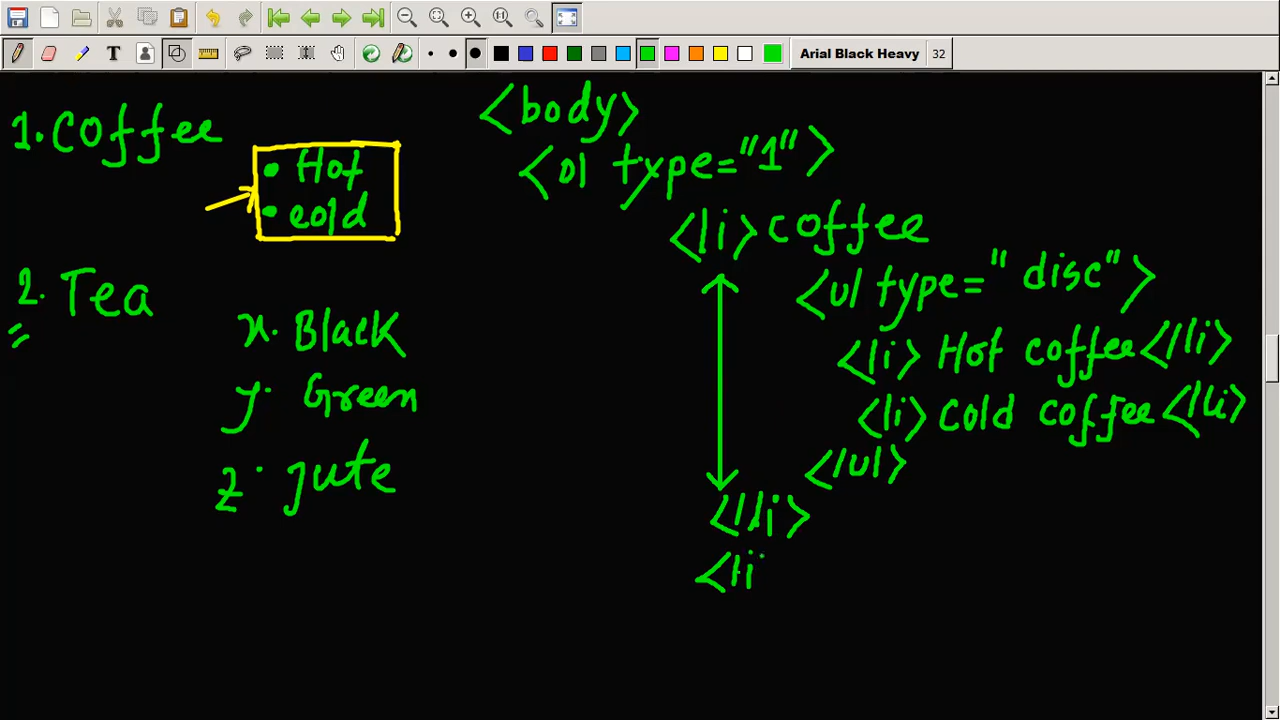 Arial Black Heavy 32
1. Coffee
• Hot
• cold
2. Tea
x. Black
y. Green
z. jute
<body>
<ol type="1">
<li>coffee
<ul type="disc">
<li> Hot coffee</li>
<li> Cold coffee</li>
</ul>
</li>
<li